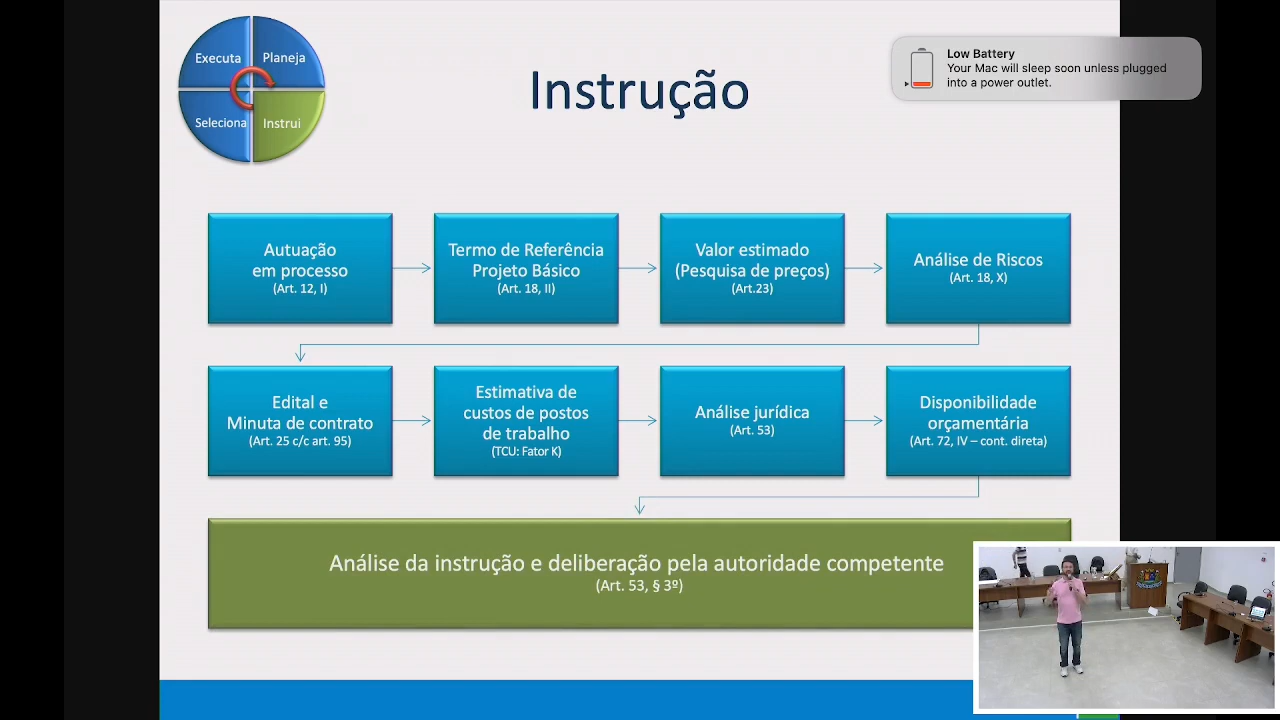 Executa
Planeja
Seleciona
Instrui
Instrução
Low Battery
Your Mac will sleep soon unless plugged
into a power outlet.
Autuação
em processo
(Art. 12, I)
Termo de Referência
Projeto Básico
(Art. 18, II)
Valor estimado
(Pesquisa de preços)
(Art.23)
Análise de Riscos
(Art. 18, X)
Edital e
Minuta de contrato
(Art. 25 c/c art. 95)
Estimativa de
custos de postos
de trabalho
(TCU: Fator K)
Análise jurídica
(Art. 53)
Disponibilidade
orçamentária
(Art. 72, IV – cont. direta)
Análise da instrução e deliberação pela autoridade competente
(Art. 53, § 3º)